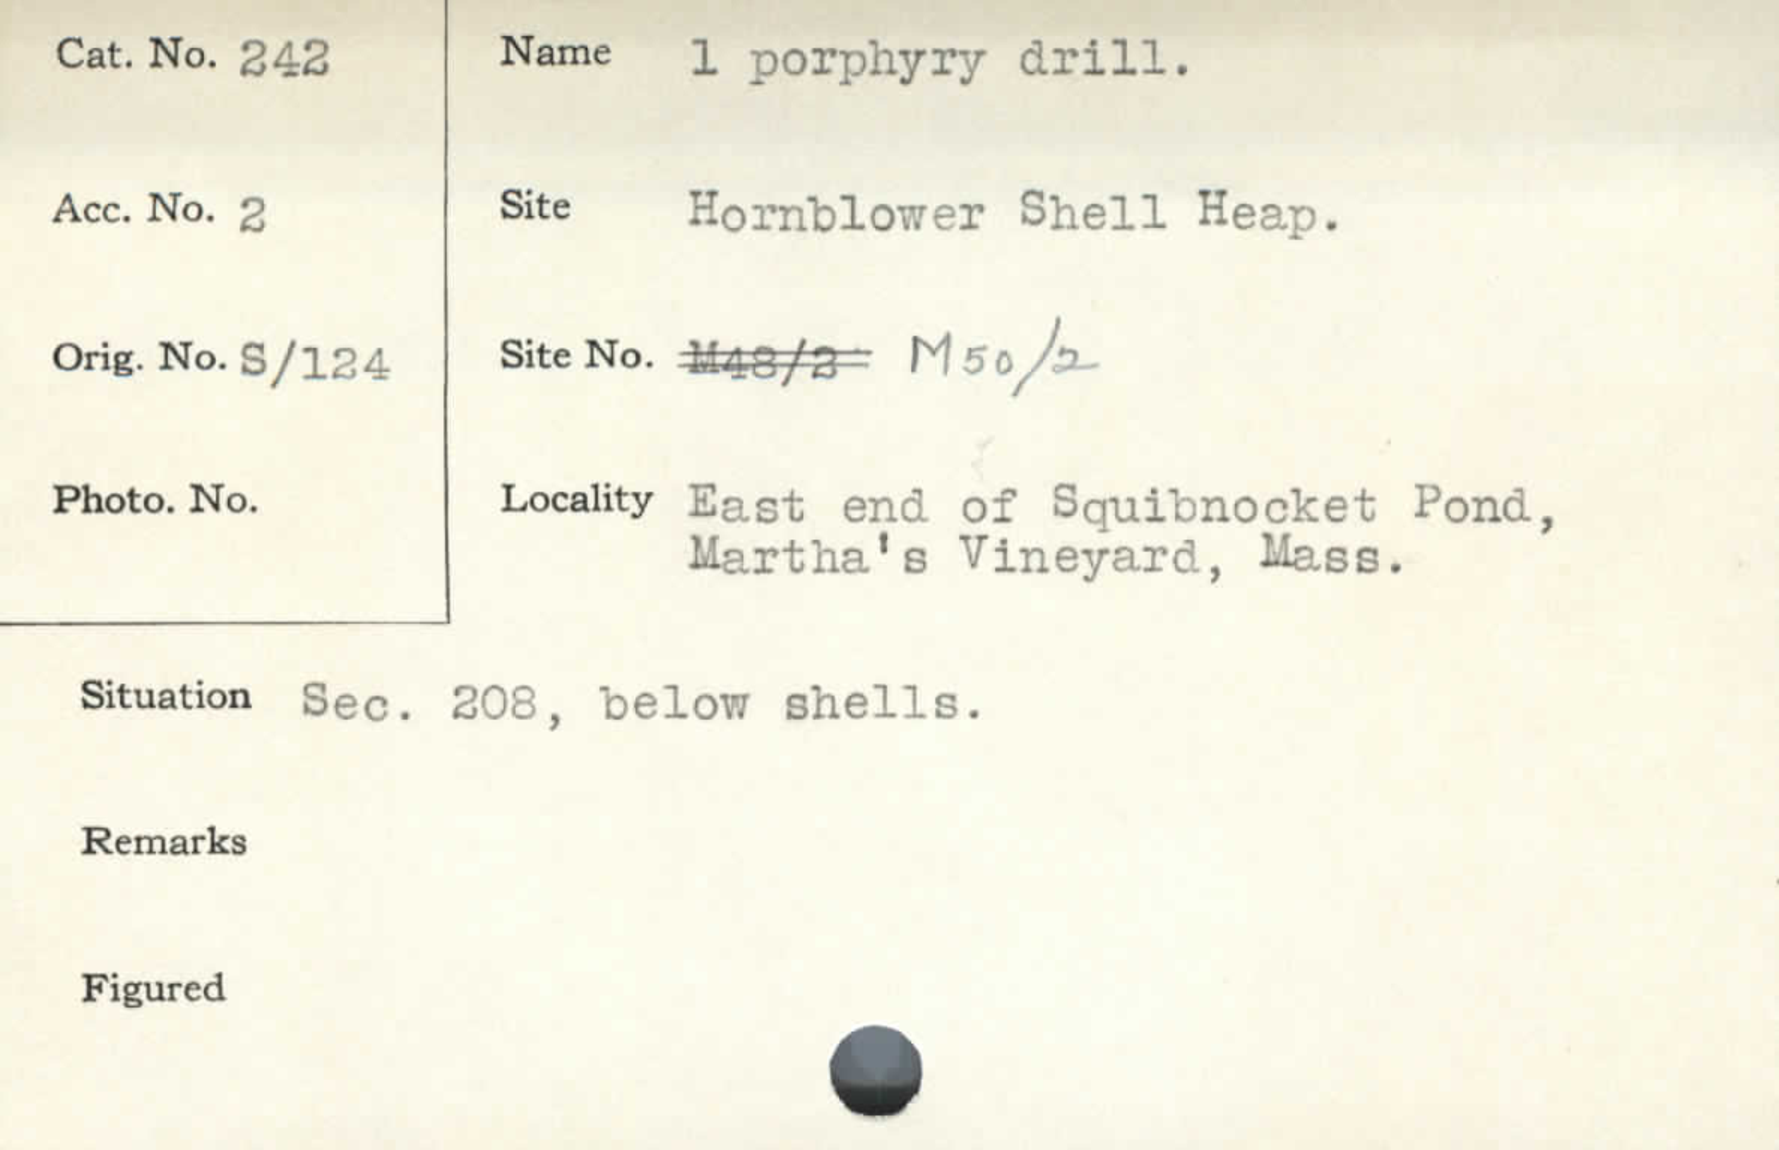 Cat. No. 242
Name 1 porphyry drill.
Acc. No. 2
Site Hornblower Shell Heap.
Orig. No. S/124
Site No. M48/2 M50/2
Photo. No.
Locality East end of Squibnocket Pond,
Martha's Vineyard, Mass.
Situation Sec. 208, below shells.
Remarks
Figured